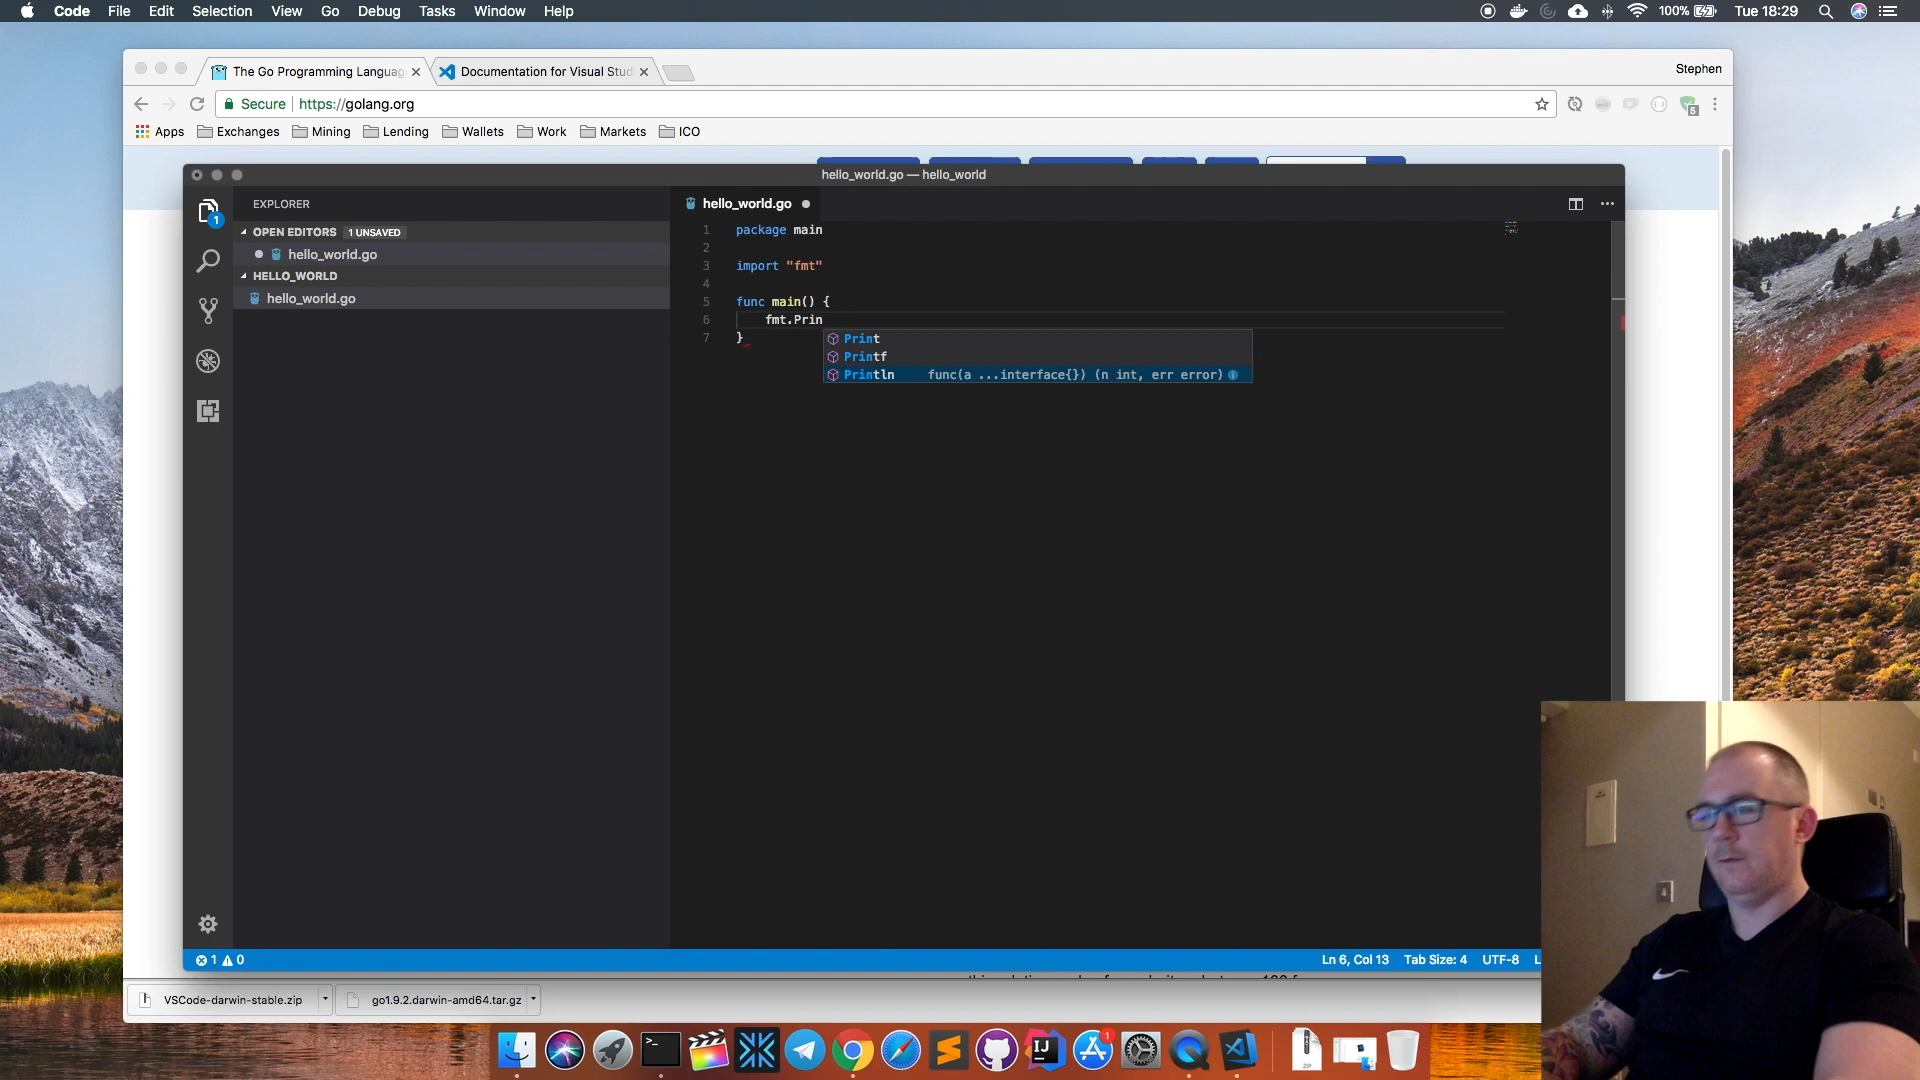 Code File Edit Selection View Go Debug Tasks Window Help 100% Tue 18:29
The Go Programming Languag Documentation for Visual Stud Stephen
Secure https://golang.org
Apps Exchanges Mining Lending Wallets Work Markets ICO
hello_world.go — hello_world
EXPLORER hello_world.go
OPEN EDITORS 1 UNSAVED
hello_world.go
HELLO_WORLD
hello_world.go
1 package main
2
3 import "fmt"
4
5 func main() {
6 fmt.Prin
7 }
Print
Printf
Println func(a ...interface{}) (n int, err error)
1 0 Ln 6, Col 13 Tab Size: 4 UTF-8 L
VSCode-darwin-stable.zip go1.9.2.darwin-amd64.tar.gz